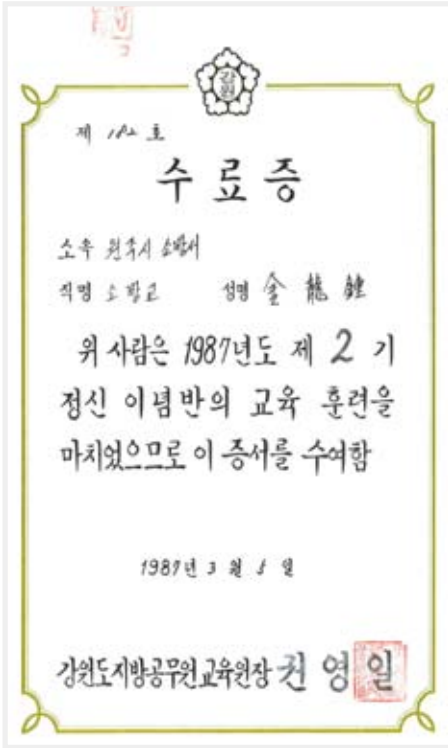 강원
제 182 호
수료증
소속 원주시 소방서
직명 소방교 성명 金龍鍾
위 사람은 1987년도 제 2 기
정신 이념반의 교육 훈련을
마치었으므로 이 증서를 수여함
1987년 3 월 5 일
강원도지방공무원교육원장 권영일